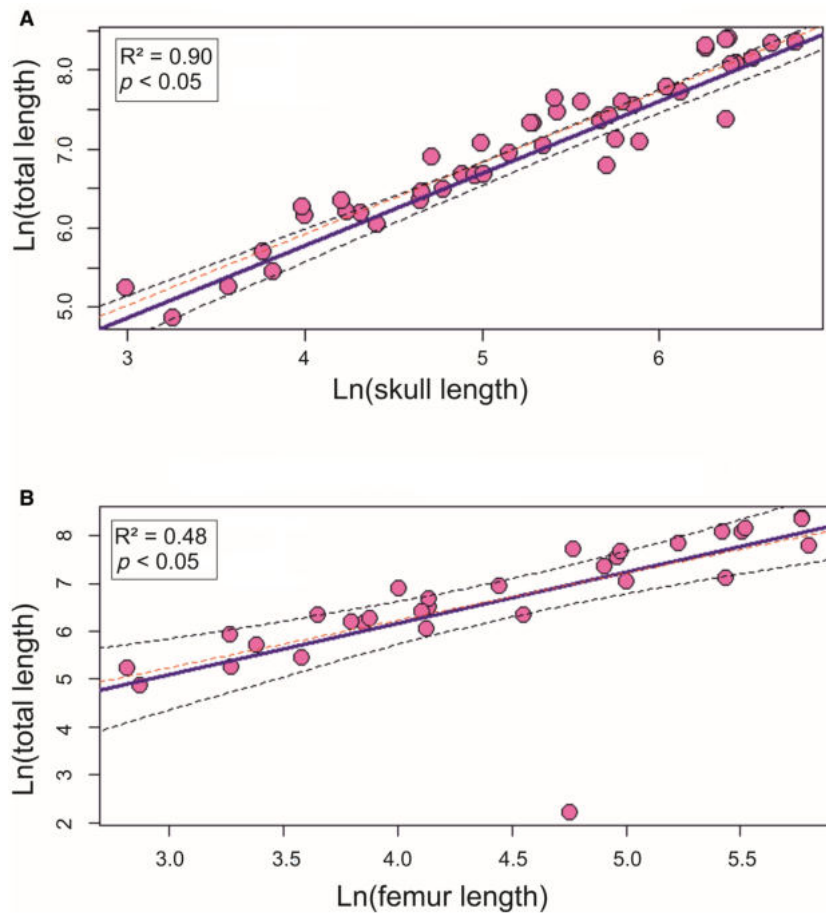 A
R² = 0.90
p < 0.05
Ln(total length)
8.0
7.0
6.0
5.0
3 4 5 6
Ln(skull length)
B
R² = 0.48
p < 0.05
Ln(total length)
8
7
6
5
4
3
2
3.0 3.5 4.0 4.5 5.0 5.5
Ln(femur length)